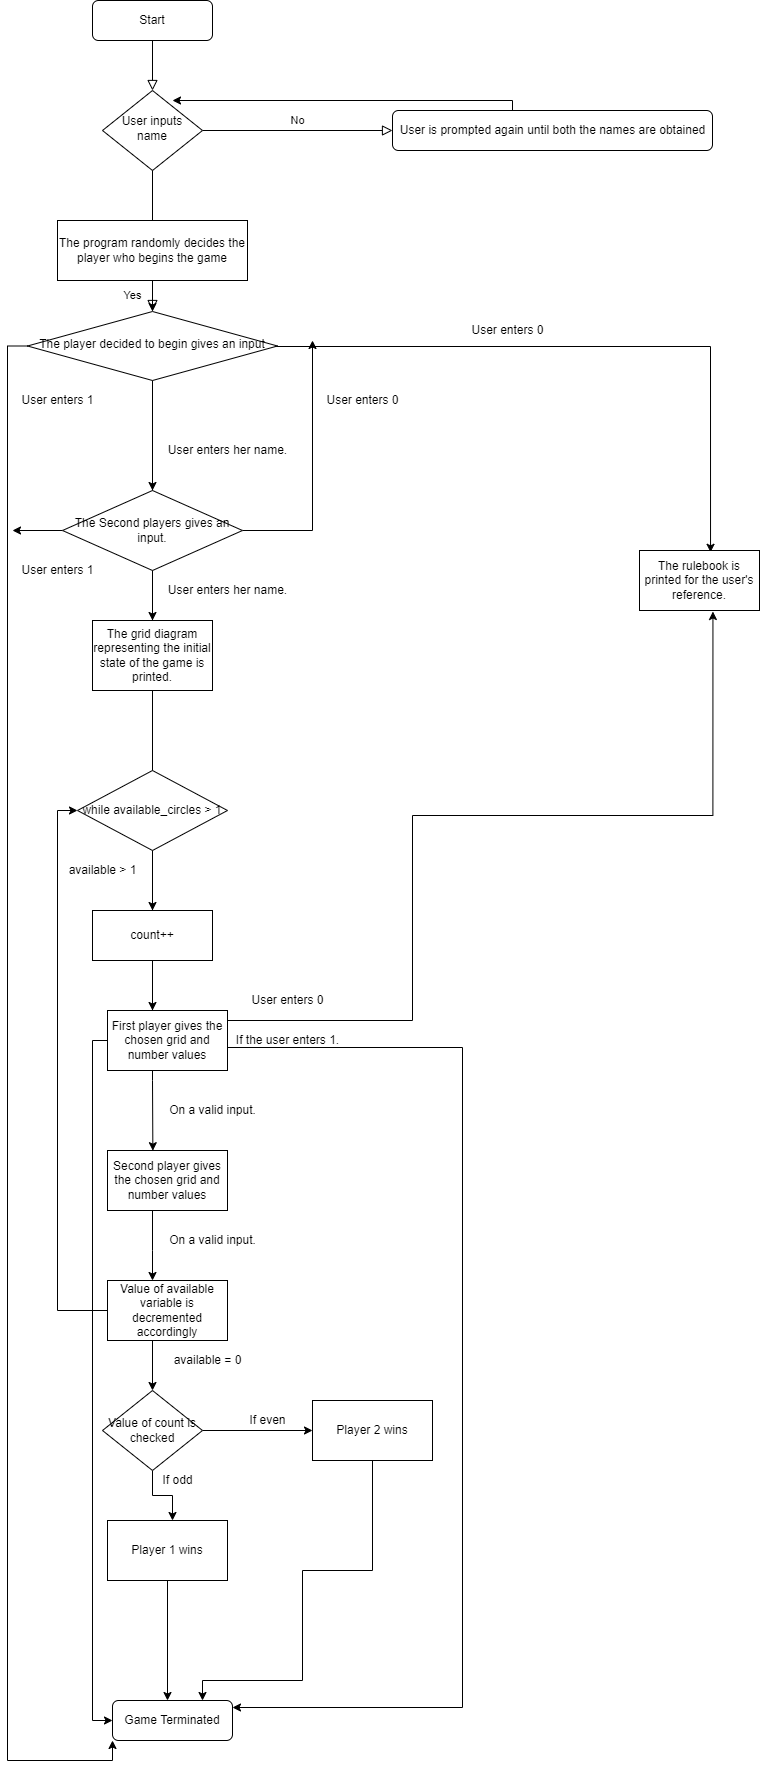 Start
User inputs
name
No
User is prompted again until both the names are obtained
The program randomly decides the
player who begins the game
Yes
The player decided to begin gives an input
User enters 0
User enters 1
User enters 0
User enters her name.
The Second players gives an
input.
User enters 1
User enters her name.
The rulebook is
printed for the user's
reference.
The grid diagram
representing the initial
state of the game is
printed.
while available_circles > 1
available > 1
count++
User enters 0
First player gives the
chosen grid and
number values
If the user enters 1.
On a valid input.
Second player gives
the chosen grid and
number values
On a valid input.
Value of available
variable is
decremented
accordingly
available = 0
Value of count is
checked
If even
Player 2 wins
If odd
Player 1 wins
Game Terminated